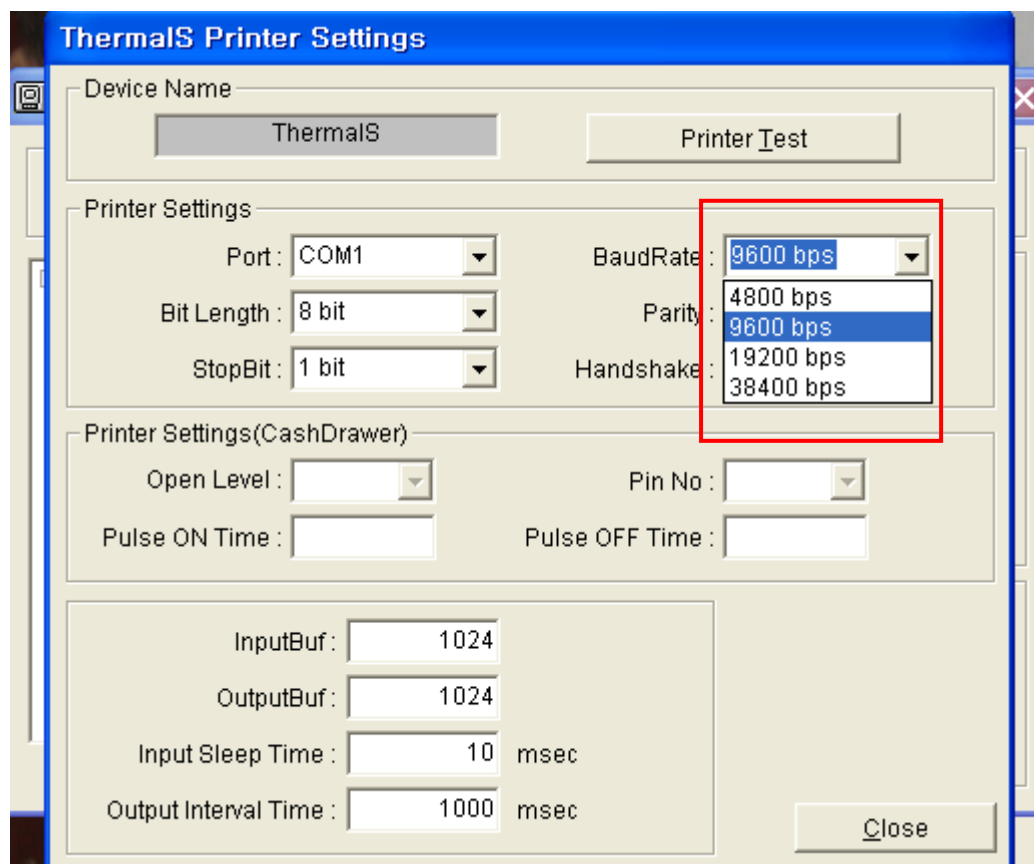 ThermalS Printer Settings
Device Name
ThermalS
Printer Test
Printer Settings
Port : COM1
BaudRate : 9600 bps
4800 bps
9600 bps
19200 bps
38400 bps
Bit Length : 8 bit
Parity :
StopBit : 1 bit
Handshake :
Printer Settings(CashDrawer)
Open Level :
Pin No :
Pulse ON Time :
Pulse OFF Time :
InputBuf : 1024
OutputBuf : 1024
Input Sleep Time : 10 msec
Output Interval Time : 1000 msec
Close